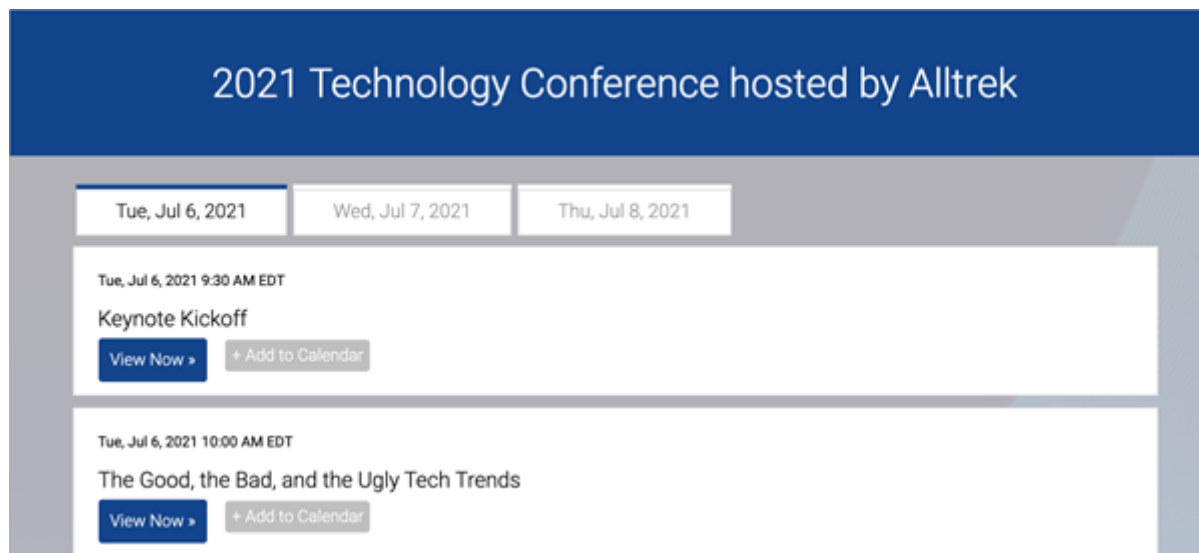 2021 Technology Conference hosted by Alltrek
Tue, Jul 6, 2021
Wed, Jul 7, 2021
Thu, Jul 8, 2021
Tue, Jul 6, 2021 9:30 AM EDT
Keynote Kickoff
View Now »
+ Add to Calendar
Tue, Jul 6, 2021 10:00 AM EDT
The Good, the Bad, and the Ugly Tech Trends
View Now »
+ Add to Calendar